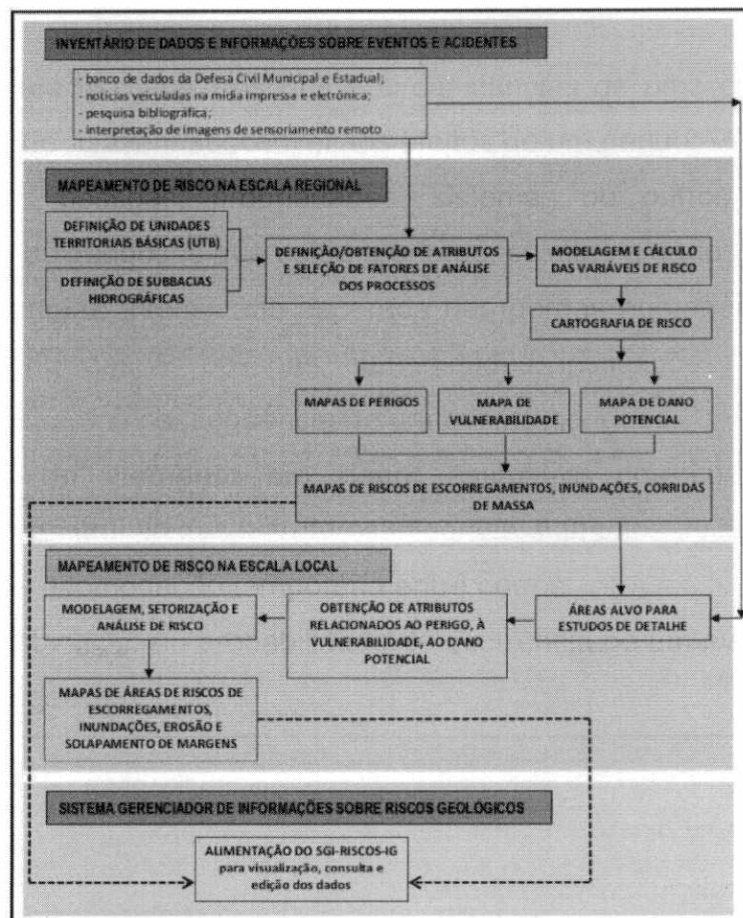 INVENTÁRIO DE DADOS E INFORMAÇÕES SOBRE EVENTOS E ACIDENTES
- banco de dados da Defesa Civil Municipal e Estadual;
- notícias veiculadas na mídia impressa e eletrônica;
- pesquisa bibliográfica;
- interpretação de imagens de sensoriamento remoto
MAPEAMENTO DE RISCO NA ESCALA REGIONAL
DEFINIÇÃO DE UNIDADES
TERRITORIAIS BÁSICAS (UTB)
DEFINIÇÃO DE SUBBACIAS
HIDROGRÁFICAS
DEFINIÇÃO/OBTENÇÃO DE ATRIBUTOS
E SELEÇÃO DE FATORES DE ANÁLISE
DOS PROCESSOS
MODELAGEM E CÁLCULO
DAS VARIÁVEIS DE RISCO
CARTOGRAFIA DE RISCO
MAPAS DE PERIGOS
MAPA DE
VULNERABILIDADE
MAPA DE DANO
POTENCIAL
MAPAS DE RISCOS DE ESCORREGAMENTOS, INUNDAÇÕES, CORRIDAS
DE MASSA
MAPEAMENTO DE RISCO NA ESCALA LOCAL
MODELAGEM, SETORIZAÇÃO E
ANÁLISE DE RISCO
OBTENÇÃO DE ATRIBUTOS
RELACIONADOS AO PERIGO, À
VULNERABILIDADE, AO DANO
POTENCIAL
ÁREAS ALVO PARA
ESTUDOS DE DETALHE
MAPAS DE ÁREAS DE RISCOS DE
ESCORREGAMENTOS,
INUNDAÇÕES, EROSÃO E
SOLAPAMENTO DE MARGENS
SISTEMA GERENCIADOR DE INFORMAÇÕES SOBRE RISCOS GEOLÓGICOS
ALIMENTAÇÃO DO SGI-RISCOS-IG
para visualização, consulta e
edição dos dados